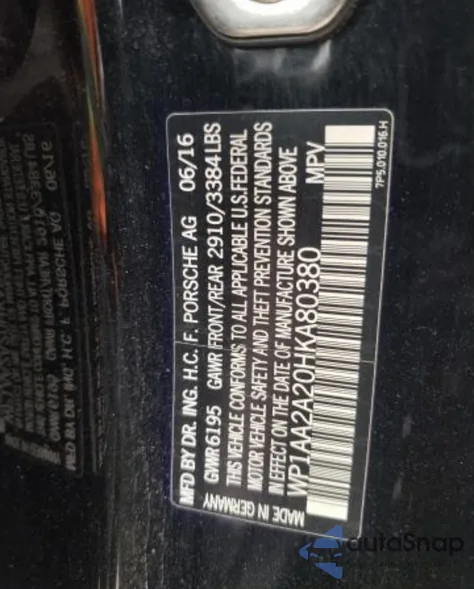 MFD BY DR. ING. H.C. F. PORSCHE AG 06/16
GVWR 6195 GAWR FRONT/REAR 2910/3384 LBS
THIS VEHICLE CONFORMS TO ALL APPLICABLE U.S. FEDERAL
MOTOR VEHICLE SAFETY AND THEFT PREVENTION STANDARDS
IN EFFECT ON THE DATE OF MANUFACTURE SHOWN ABOVE
WP1AA2A20HKA80380 MPV
MADE IN GERMANY
7P5.010.016.H
autoSnap